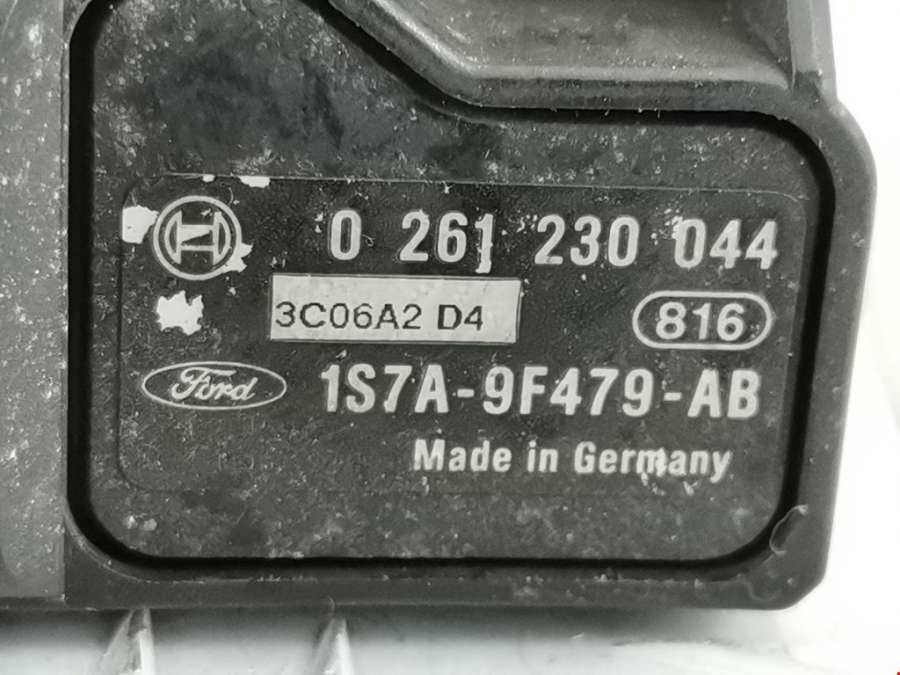 0 261 230 044
3C06A2 D4
816
Ford
1S7A-9F479-AB
Made in Germany